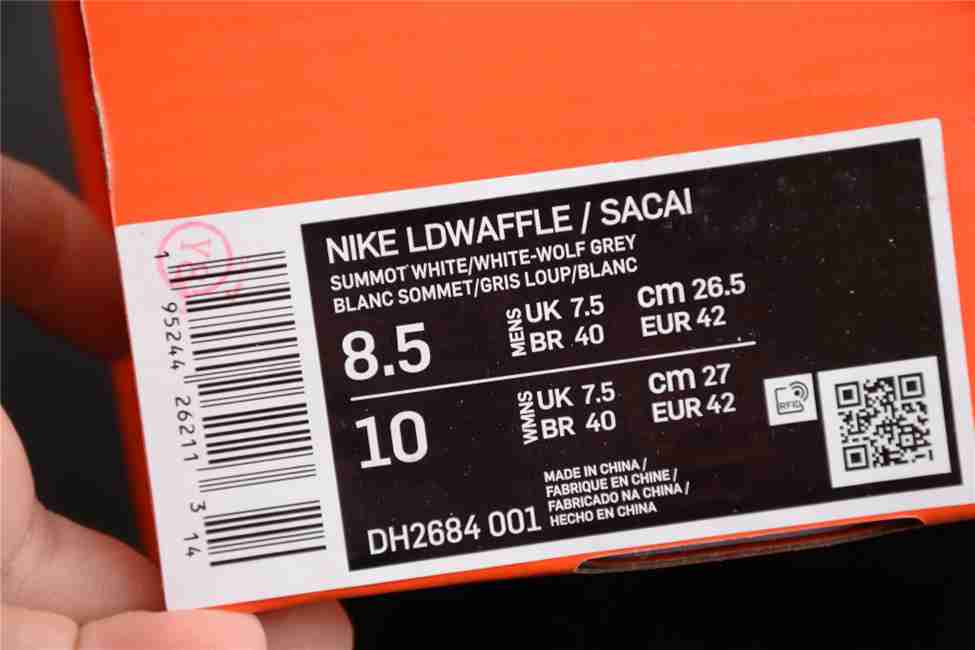 NIKE LDWAFFLE / SACAI
SUMMOT WHITE/WHITE-WOLF GREY
BLANC SOMMET/GRIS LOUP/BLANC
8.5
MENS
UK 7.5
BR 40
cm 26.5
EUR 42
10
WMNS
UK 7.5
BR 40
cm 27
EUR 42
RFID
MADE IN CHINA /
FABRIQUE EN CHINE /
FABRICADO NA CHINA /
HECHO EN CHINA
DH2684 001
1 95244 26211 3 14